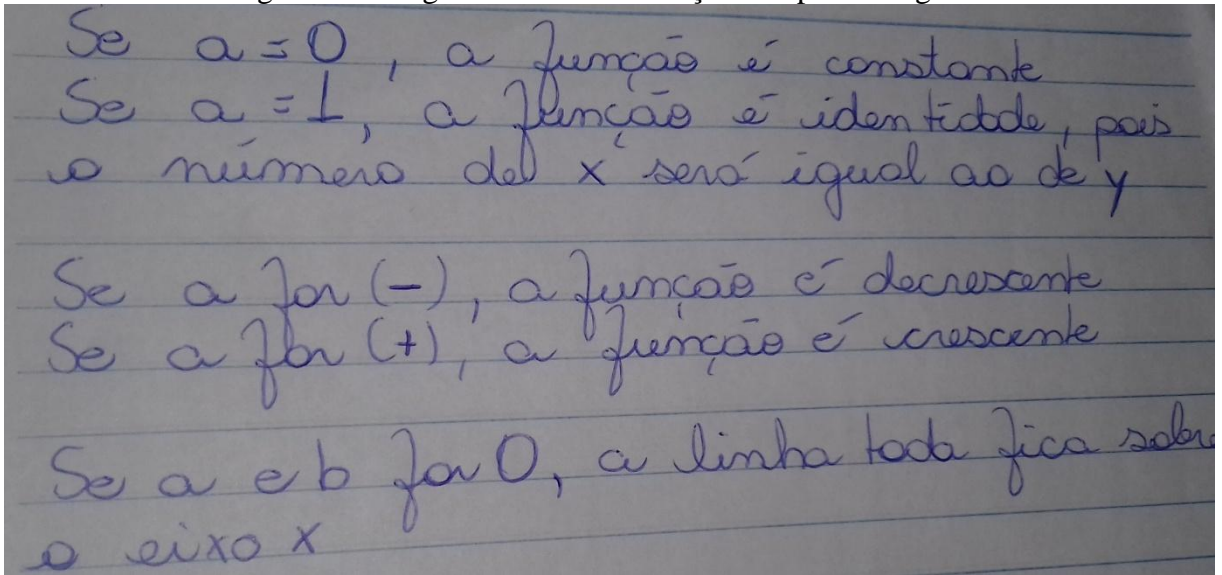 Se a = 0, a função é constante
Se a = 1, a função é identidade, pois
o número del x será igual ao de y
Se a for (-), a função é decrescente
Se a for (+), a função é crescente
Se a e b for 0, a linha toda fica sobre
o eixo x